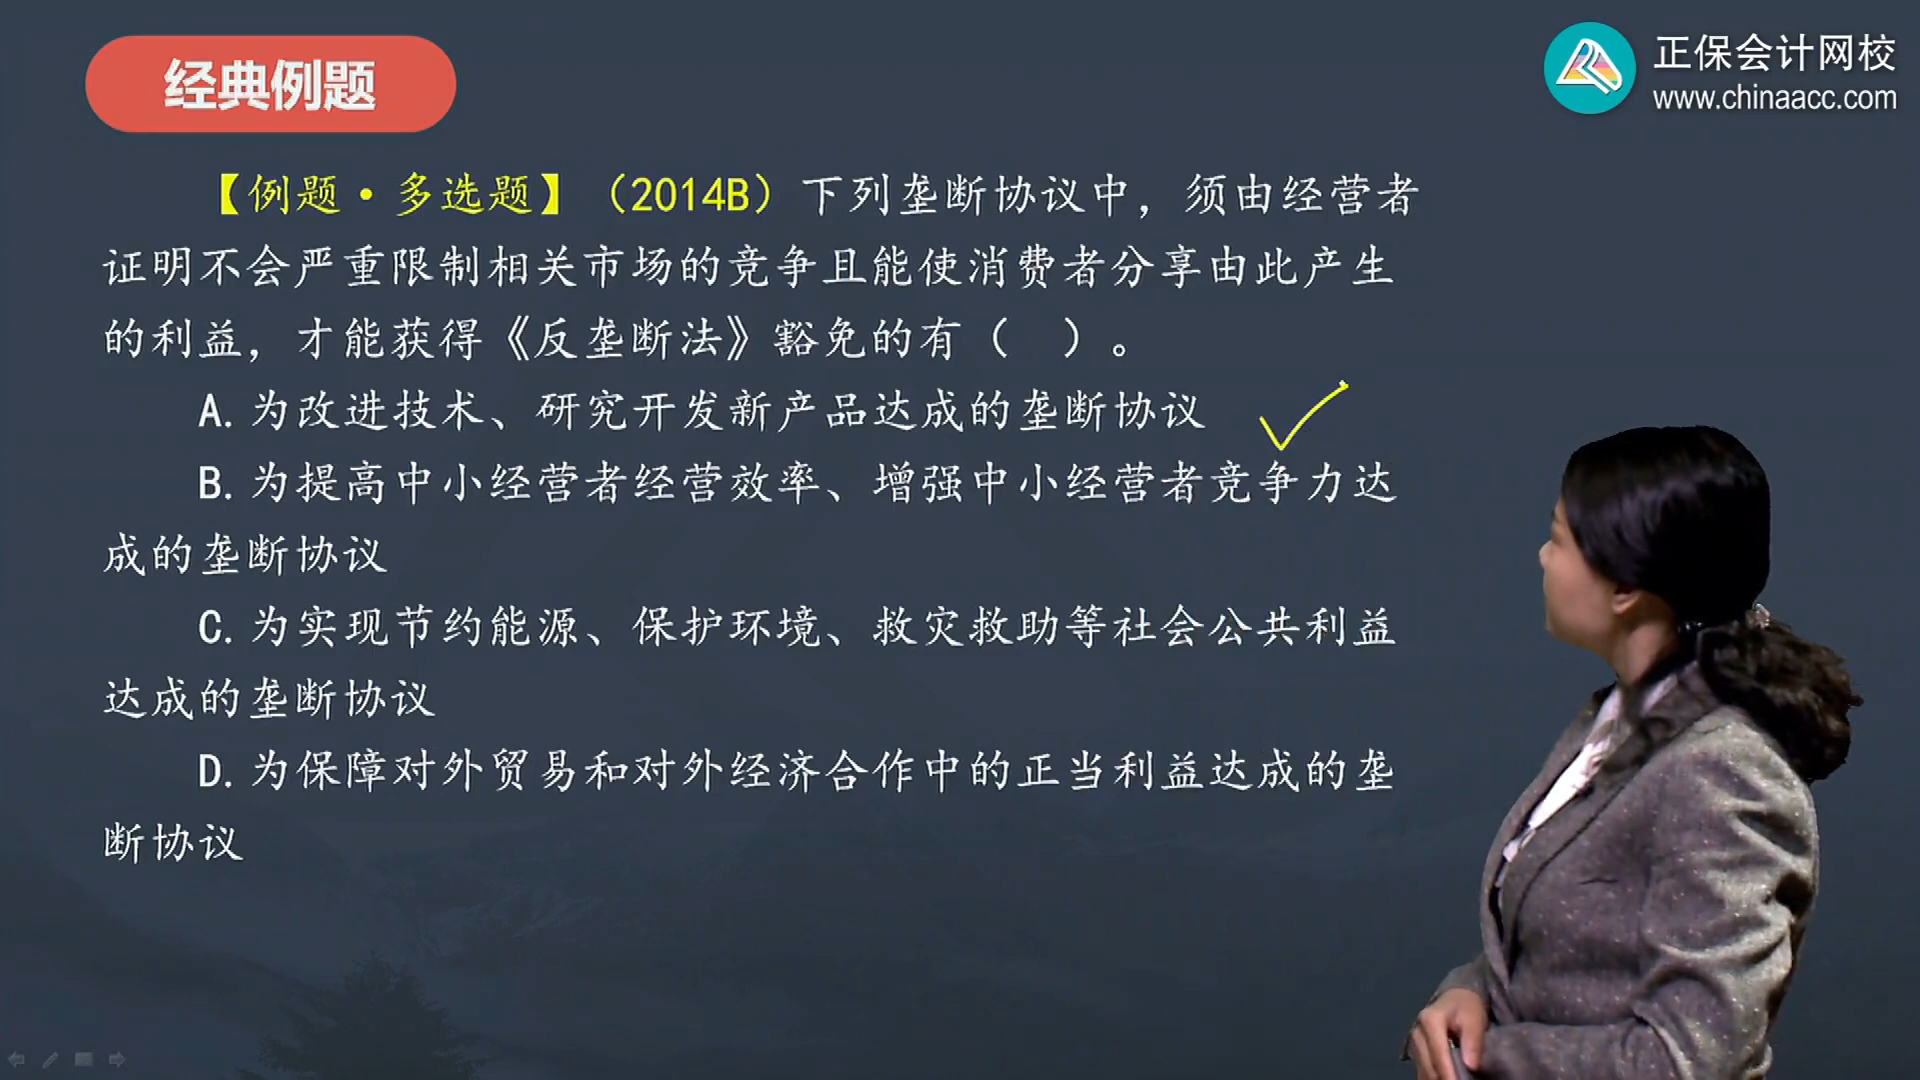 经典例题
正保会计网校
www.chinaacc.com
【例题·多选题】（2014B）下列垄断协议中，须由经营者
证明不会严重限制相关市场的竞争且能使消费者分享由此产生
的利益，才能获得《反垄断法》豁免的有（　）。
A. 为改进技术、研究开发新产品达成的垄断协议
B. 为提高中小经营者经营效率、增强中小经营者竞争力达
成的垄断协议
C. 为实现节约能源、保护环境、救灾救助等社会公共利益
达成的垄断协议
D. 为保障对外贸易和对外经济合作中的正当利益达成的垄
断协议